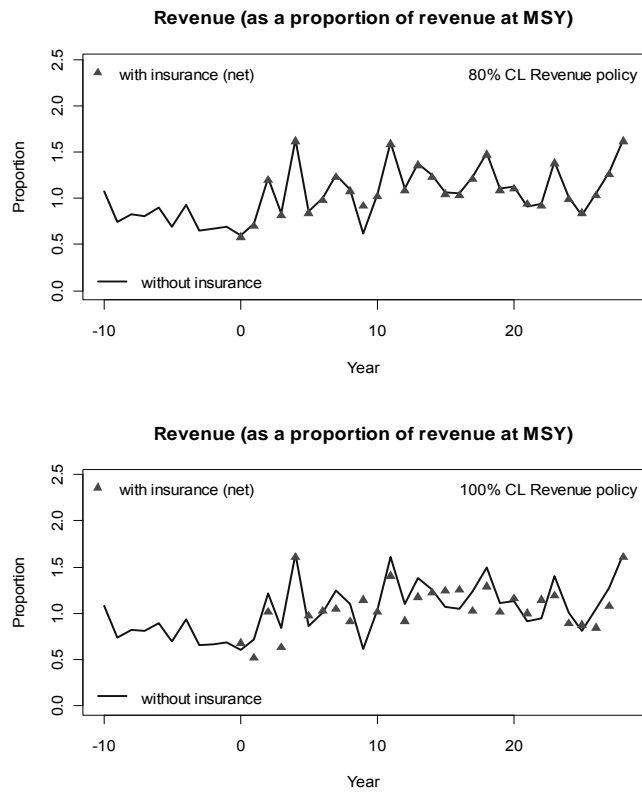 Revenue (as a proportion of revenue at MSY)
2.5
with insurance (net) 80% CL Revenue policy
2.0
1.5
Proportion
1.0
0.5
without insurance
0.0
-10 0 10 20
Year
Revenue (as a proportion of revenue at MSY)
2.5
with insurance (net) 100% CL Revenue policy
2.0
1.5
Proportion
1.0
0.5
without insurance
0.0
-10 0 10 20
Year